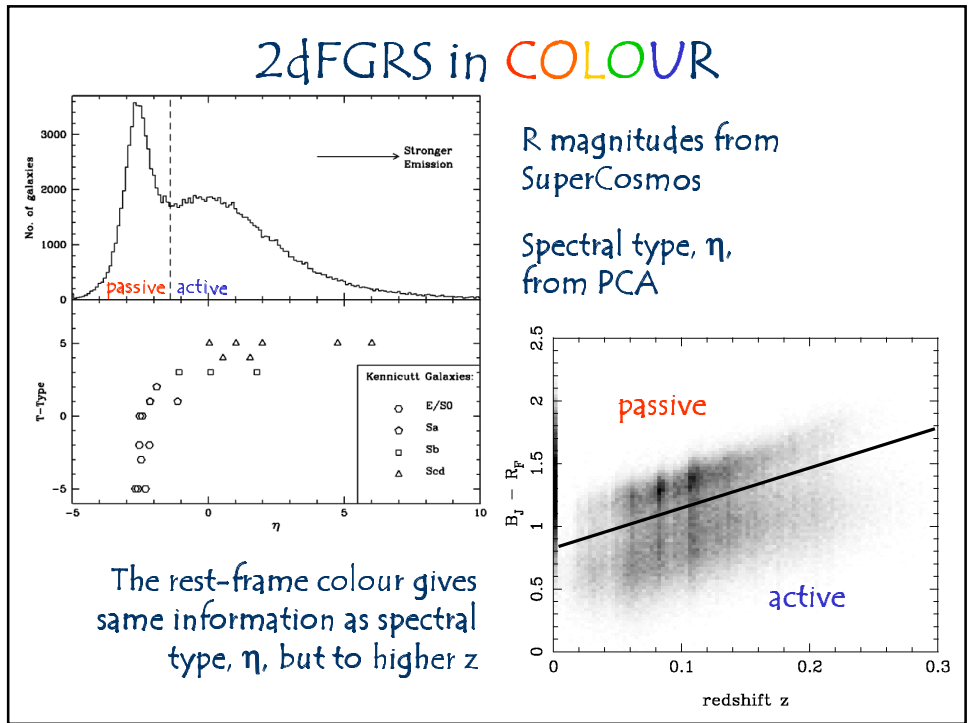 2dFGRS in COLOUR
No. of galaxies
3000
2000
1000
0
Stronger
Emission
passive
active
T-Type
5
0
-5
Kennicutt Galaxies:
E/S0
Sa
Sb
Scd
-5
0
5
10
η
R magnitudes from
SuperCosmos
Spectral type, η,
from PCA
B_J - R_F
2.5
2
1.5
1
0.5
0
passive
active
0
0.1
0.2
0.3
redshift z
The rest-frame colour gives
same information as spectral
type, η, but to higher z